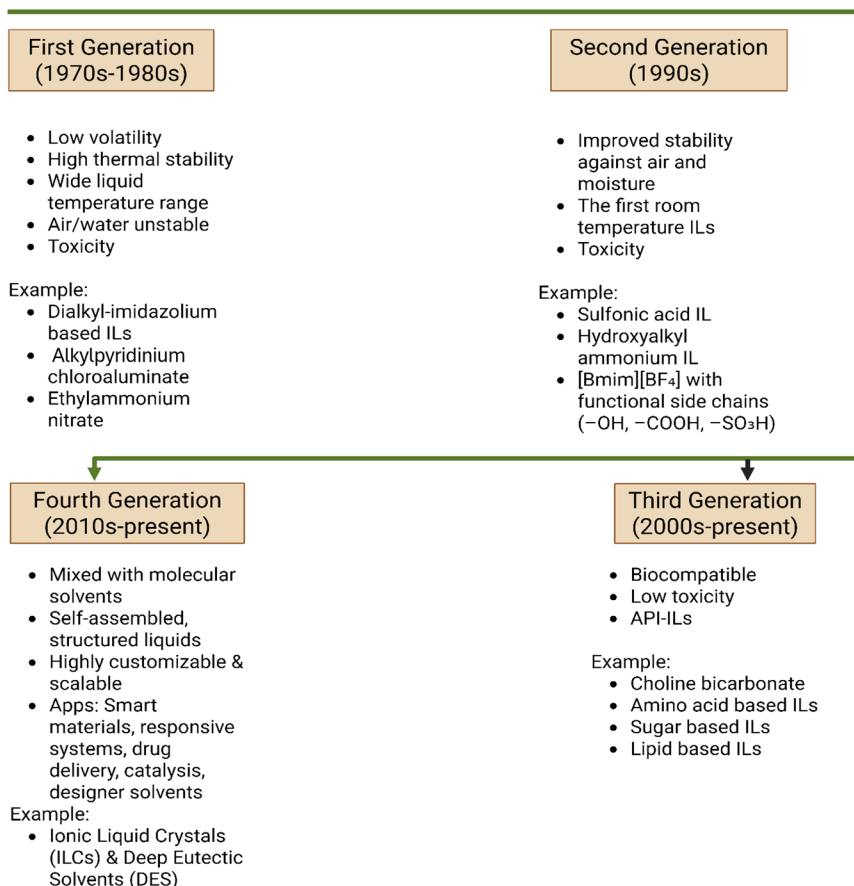 First Generation
(1970s-1980s)
• Low volatility
• High thermal stability
• Wide liquid
temperature range
• Air/water unstable
• Toxicity
Example:
• Dialkyl-imidazolium
based ILs
• Alkylpyridinium
chloroaluminate
• Ethylammonium
nitrate
Second Generation
(1990s)
• Improved stability
against air and
moisture
• The first room
temperature ILs
• Toxicity
Example:
• Sulfonic acid IL
• Hydroxyalkyl
ammonium IL
• [Bmim][BF₄] with
functional side chains
(–OH, –COOH, –SO₃H)
Fourth Generation
(2010s-present)
• Mixed with molecular
solvents
• Self-assembled,
structured liquids
• Highly customizable &
scalable
• Apps: Smart
materials, responsive
systems, drug
delivery, catalysis,
designer solvents
Example:
• Ionic Liquid Crystals
(ILCs) & Deep Eutectic
Solvents (DES)
Third Generation
(2000s-present)
• Biocompatible
• Low toxicity
• API-ILs
Example:
• Choline bicarbonate
• Amino acid based ILs
• Sugar based ILs
• Lipid based ILs